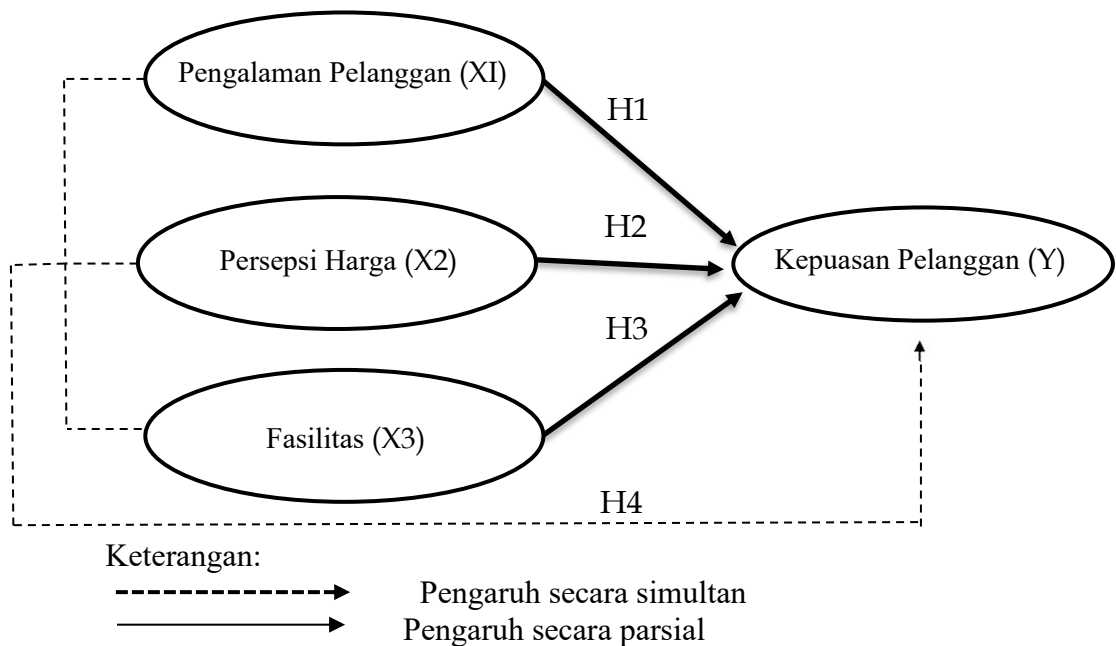 Pengalaman Pelanggan (XI)
H1
H2
Persepsi Harga (X2)
Kepuasan Pelanggan (Y)
H3
Fasilitas (X3)
H4
Keterangan:
Pengaruh secara simultan
Pengaruh secara parsial